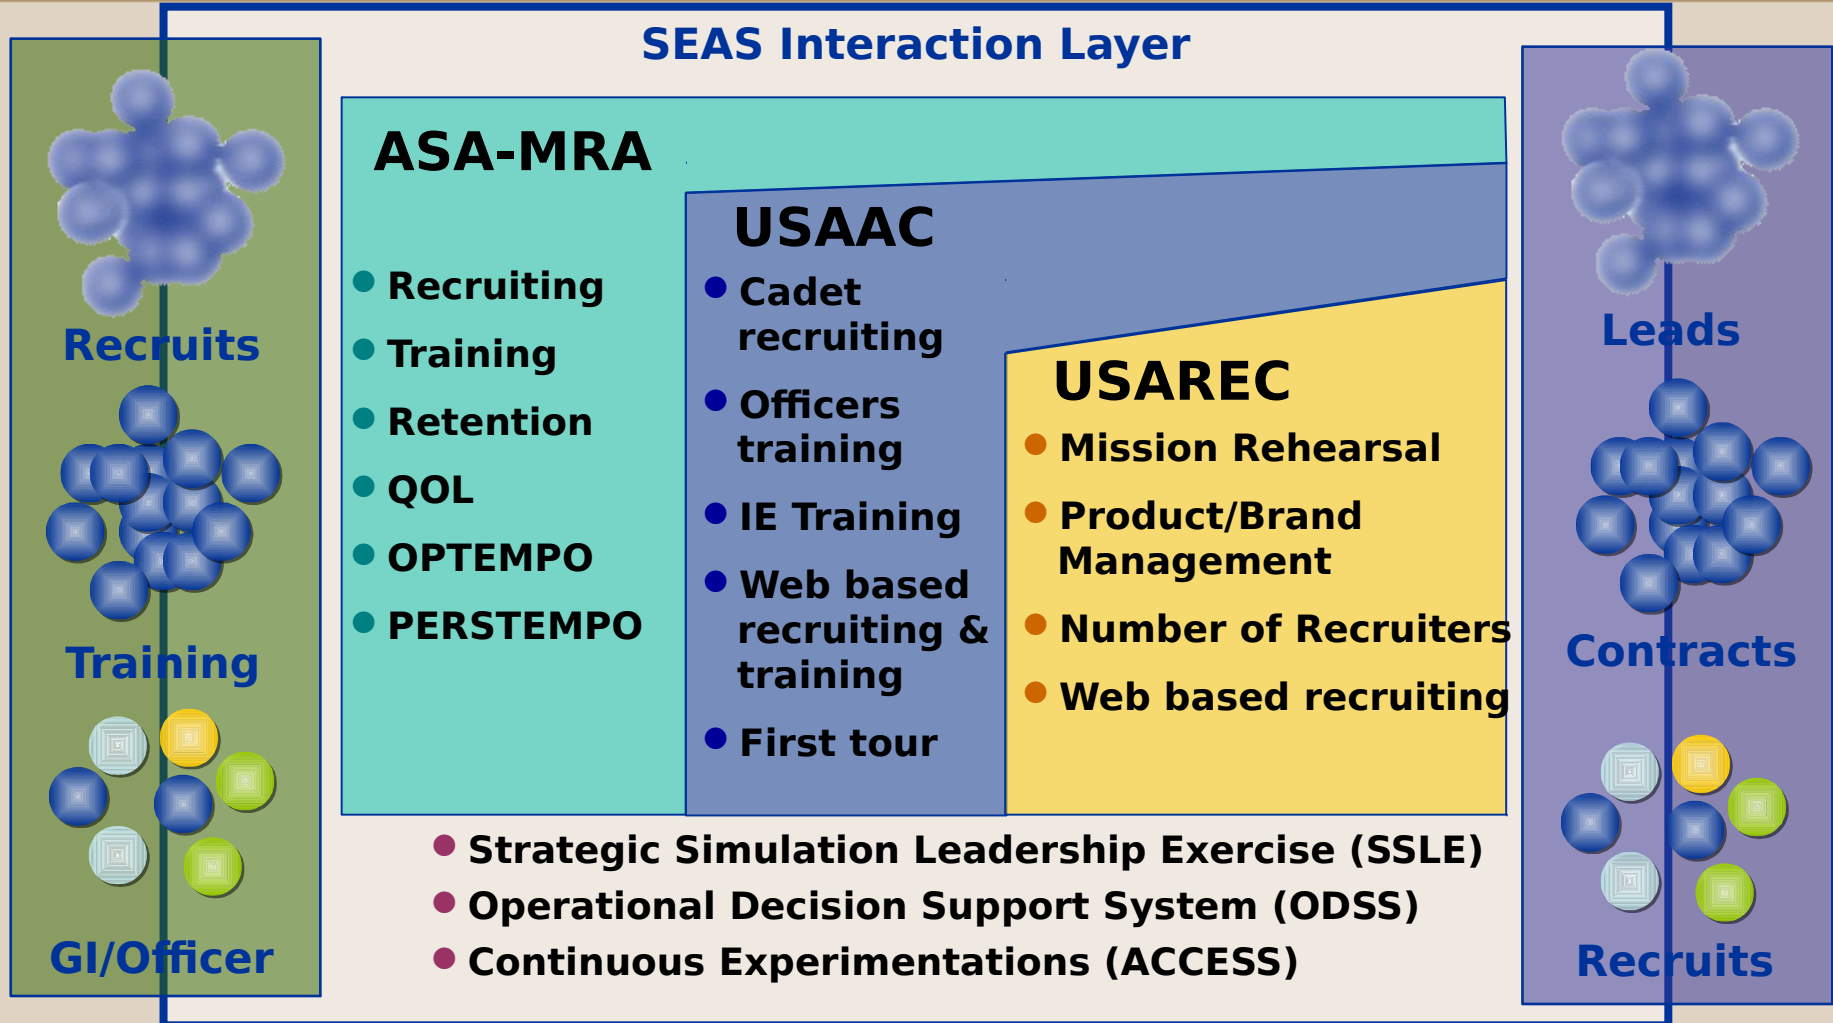 SEAS Interaction Layer
Recruits
Training
GI/Officer
ASA-MRA
Recruiting
Training
Retention
QOL
OPTEMPO
PERSTEMPO
USAAC
Cadet
recruiting
Officers
training
IE Training
Web based
recruiting &
training
First tour
USAREC
Mission Rehearsal
Product/Brand
Management
Number of Recruiters
Web based recruiting
Leads
Contracts
Recruits
Strategic Simulation Leadership Exercise (SSLE)
Operational Decision Support System (ODSS)
Continuous Experimentations (ACCESS)